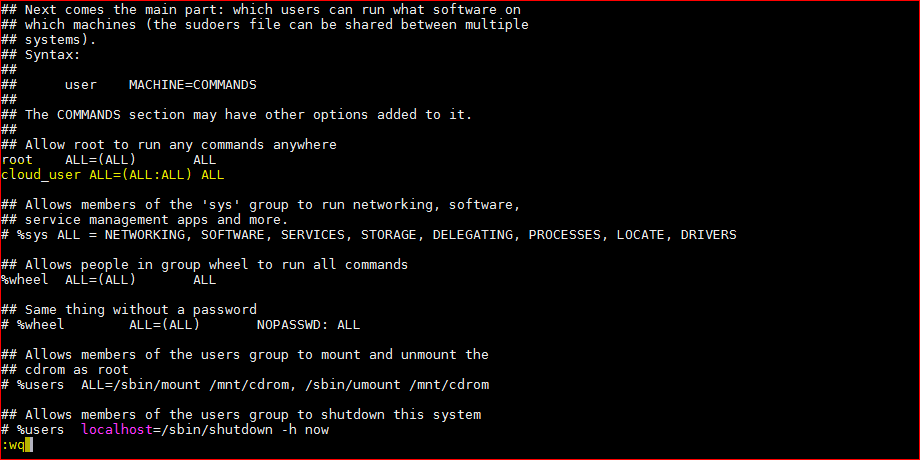 ## Next comes the main part: which users can run what software on
## which machines (the sudoers file can be shared between multiple
## systems).
## Syntax:
##
##      user    MACHINE=COMMANDS
##
## The COMMANDS section may have other options added to it.
##
## Allow root to run any commands anywhere
root    ALL=(ALL)       ALL
cloud_user ALL=(ALL:ALL) ALL

## Allows members of the 'sys' group to run networking, software,
## service management apps and more.
# %sys ALL = NETWORKING, SOFTWARE, SERVICES, STORAGE, DELEGATING, PROCESSES, LOCATE, DRIVERS

## Allows people in group wheel to run all commands
%wheel  ALL=(ALL)       ALL

## Same thing without a password
# %wheel        ALL=(ALL)       NOPASSWD: ALL

## Allows members of the users group to mount and unmount the
## cdrom as root
# %users  ALL=/sbin/mount /mnt/cdrom, /sbin/umount /mnt/cdrom

## Allows members of the users group to shutdown this system
# %users  localhost=/sbin/shutdown -h now
:wq